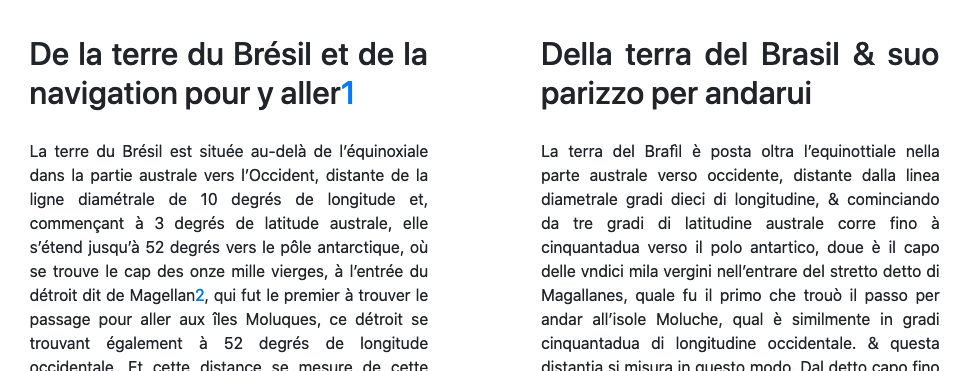 De la terre du Brésil et de la
navigation pour y aller1
La terre du Brésil est située au-delà de l’équinoxiale
dans la partie australe vers l’Occident, distante de la
ligne diamétrale de 10 degrés de longitude et,
commençant à 3 degrés de latitude australe, elle
s’étend jusqu’à 52 degrés vers le pôle antarctique, où
se trouve le cap des onze mille vierges, à l’entrée du
détroit dit de Magellan2, qui fut le premier à trouver le
passage pour aller aux îles Moluques, ce détroit se
trouvant également à 52 degrés de longitude
occidentale. Et cette distance se mesure de cette
Della terra del Brasil & suo
parizzo per andarui
La terra del Braſil è posta oltra l’equinottiale nella
parte australe verso occidente, distante dalla linea
diametrale gradi dieci di longitudine, & cominciando
da tre gradi di latitudine australe corre fino à
cinquantadua verso il polo antartico, doue è il capo
delle vndici mila vergini nell’entrare del stretto detto di
Magallanes, quale fu il primo che trouò il passo per
andar all’isole Moluche, qual è similmente in gradi
cinquantadua di longitudine occidentale. & questa
distantia si misura in questo modo. Dal detto capo fino